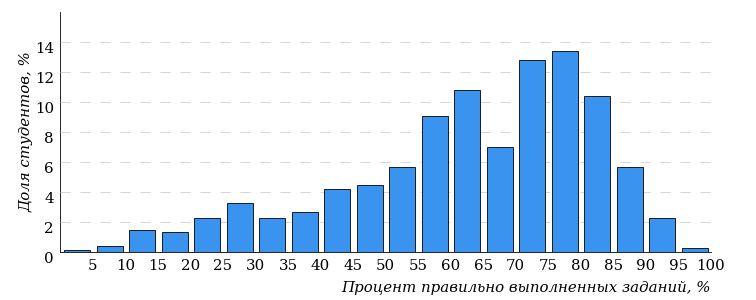 Доля студентов, %
14
12
10
8
6
4
2
0
5 10 15 20 25 30 35 40 45 50 55 60 65 70 75 80 85 90 95 100
Процент правильно выполненных заданий, %